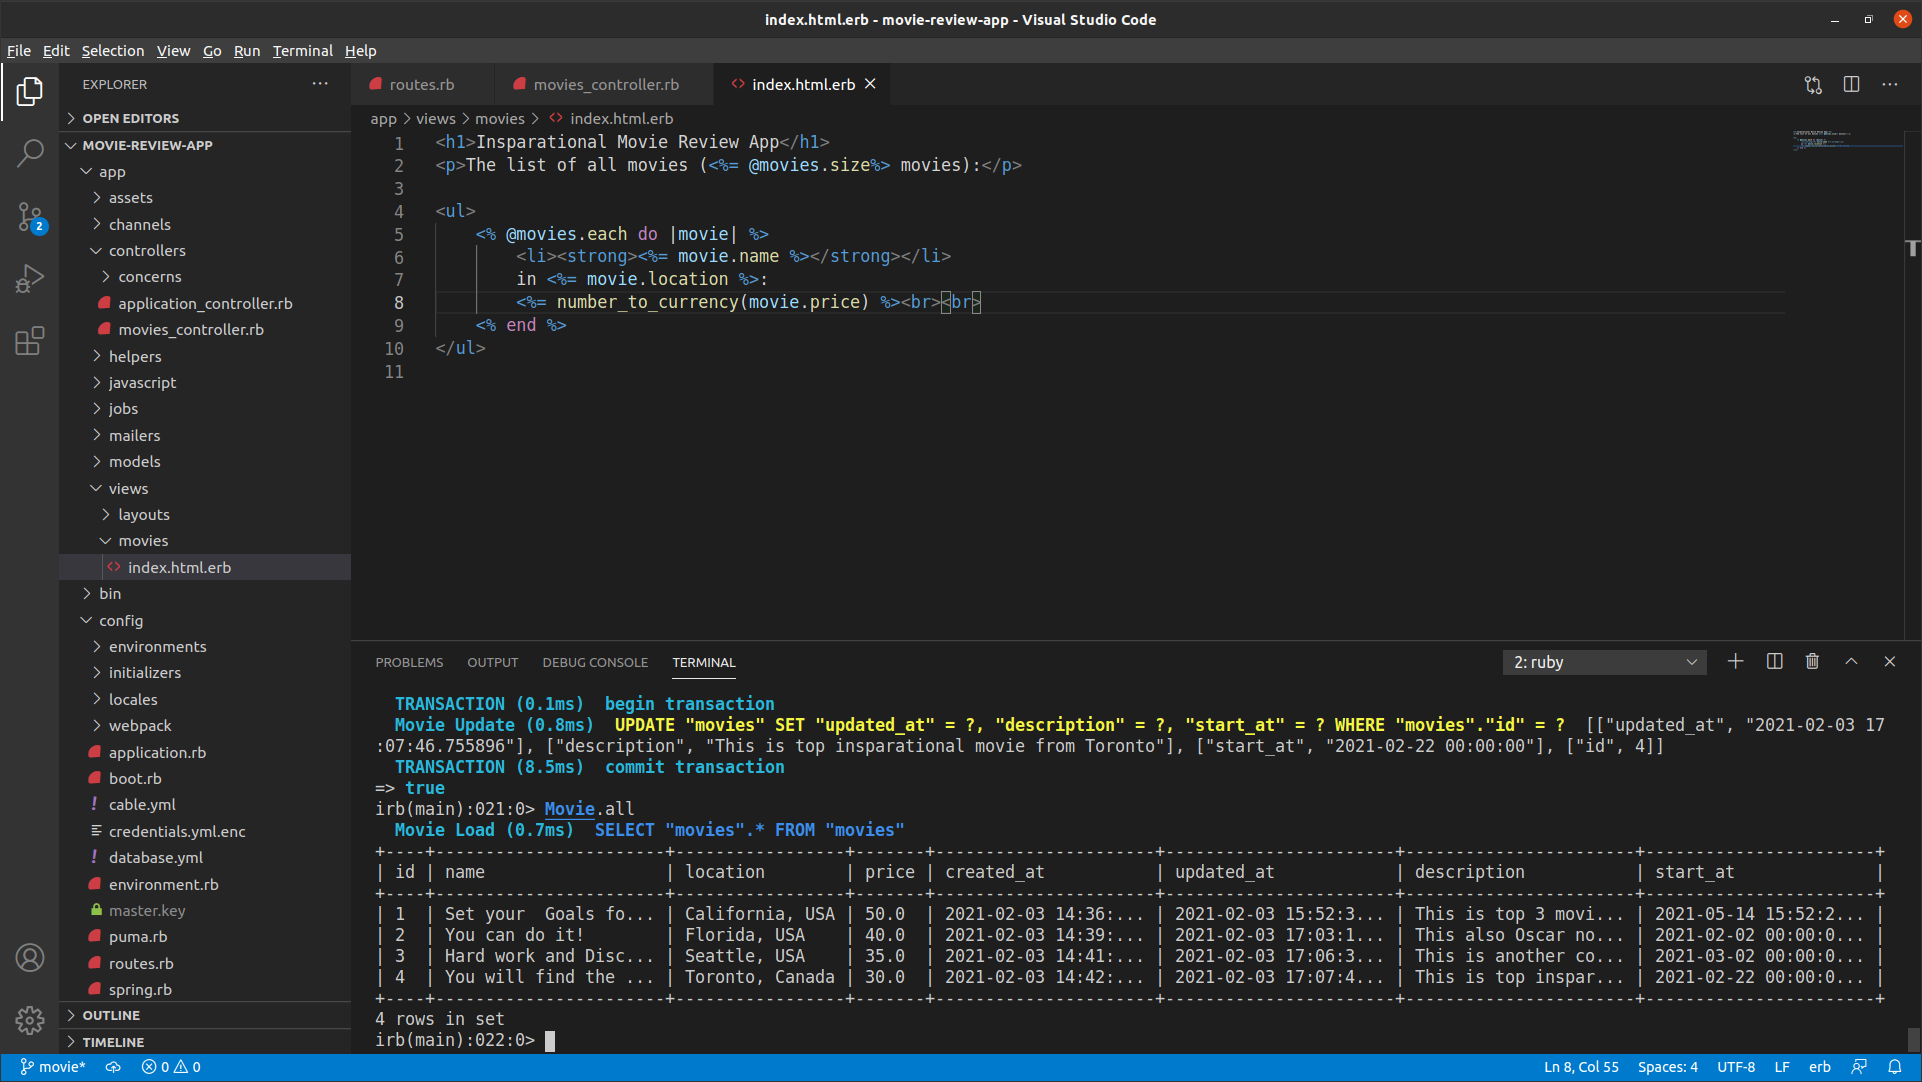 index.html.erb - movie-review-app - Visual Studio Code
File Edit Selection View Go Run Terminal Help
EXPLORER
OPEN EDITORS
MOVIE-REVIEW-APP
app
assets
channels
controllers
concerns
application_controller.rb
movies_controller.rb
helpers
javascript
jobs
mailers
models
views
layouts
movies
index.html.erb
bin
config
environments
initializers
locales
webpack
application.rb
boot.rb
cable.yml
credentials.yml.enc
database.yml
environment.rb
master.key
puma.rb
routes.rb
spring.rb
OUTLINE
TIMELINE
2
routes.rb movies_controller.rb index.html.erb
app > views > movies > index.html.erb
1 <h1>Insparational Movie Review App</h1>
2 <p>The list of all movies (<%= @movies.size%> movies):</p>
3
4 <ul>
5 <% @movies.each do |movie| %>
6 <li><strong><%= movie.name %></strong></li>
7 in <%= movie.location %>:
8 <%= number_to_currency(movie.price) %><br><br>
9 <% end %>
10 </ul>
11
PROBLEMS OUTPUT DEBUG CONSOLE TERMINAL 2: ruby
TRANSACTION (0.1ms)  begin transaction
Movie Update (0.8ms)  UPDATE "movies" SET "updated_at" = ?, "description" = ?, "start_at" = ? WHERE "movies"."id" = ?  [["updated_at", "2021-02-03 17
:07:46.755896"], ["description", "This is top insparational movie from Toronto"], ["start_at", "2021-02-22 00:00:00"], ["id", 4]]
TRANSACTION (8.5ms)  commit transaction
=> true
irb(main):021:0> Movie.all
Movie Load (0.7ms)  SELECT "movies".* FROM "movies"
+----+-----------------------+-----------------+-------+-----------------------+-----------------------+-----------------------+-----------------------+
| id | name                  | location        | price | created_at            | updated_at            | description           | start_at              |
+----+-----------------------+-----------------+-------+-----------------------+-----------------------+-----------------------+-----------------------+
| 1  | Set your  Goals fo... | California, USA | 50.0  | 2021-02-03 14:36:... | 2021-02-03 15:52:3... | This is top 3 movi... | 2021-05-14 15:52:2... |
| 2  | You can do it!        | Florida, USA    | 40.0  | 2021-02-03 14:39:... | 2021-02-03 17:03:1... | This also Oscar no... | 2021-02-02 00:00:0... |
| 3  | Hard work and Disc... | Seattle, USA    | 35.0  | 2021-02-03 14:41:... | 2021-02-03 17:06:3... | This is another co... | 2021-03-02 00:00:0... |
| 4  | You will find the ... | Toronto, Canada | 30.0  | 2021-02-03 14:42:... | 2021-02-03 17:07:4... | This is top inspar... | 2021-02-22 00:00:0... |
+----+-----------------------+-----------------+-------+-----------------------+-----------------------+-----------------------+-----------------------+
4 rows in set
irb(main):022:0>
movie* 0 0 Ln 8, Col 55 Spaces: 4 UTF-8 LF erb